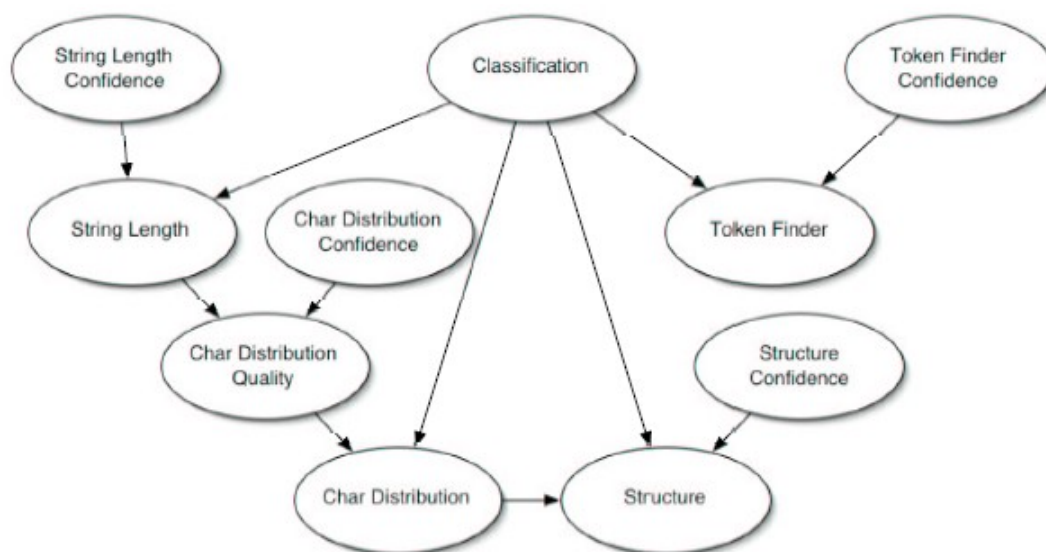 String Length
Confidence
Classification
Token Finder
Confidence
String Length
Char Distribution
Confidence
Token Finder
Char Distribution
Quality
Structure
Confidence
Char Distribution
Structure